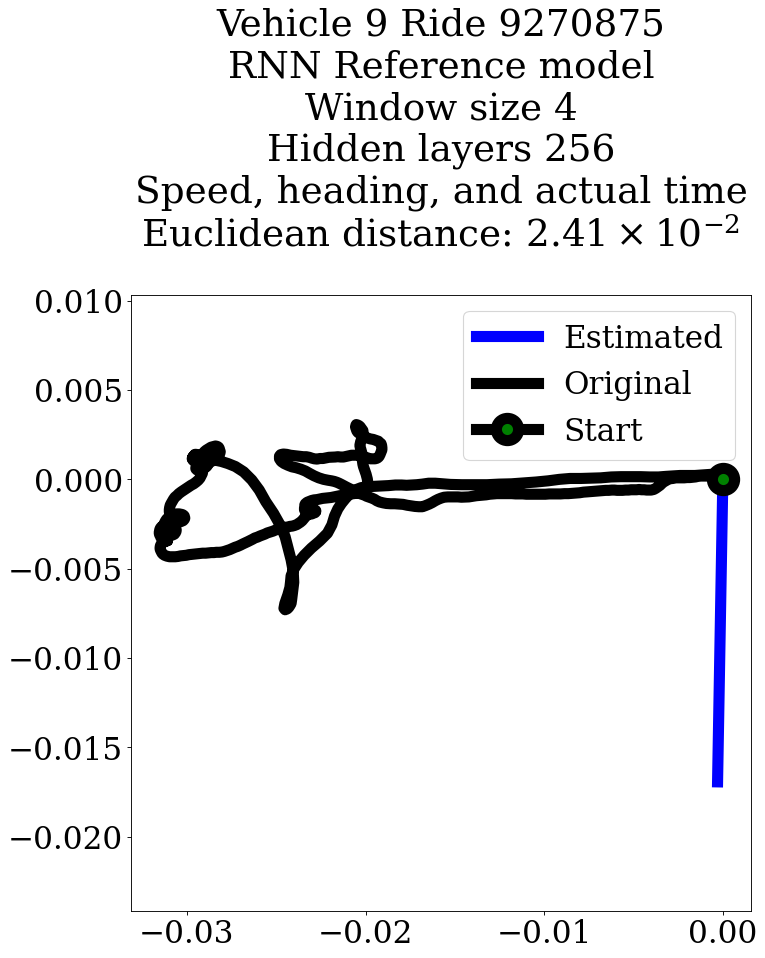 Vehicle 9 Ride 9270875
RNN Reference model
Window size 4
Hidden layers 256
Speed, heading, and actual time
Euclidean distance: 2.41 × 10⁻²
Estimated
Original
Start
0.010
0.005
0.000
−0.005
−0.010
−0.015
−0.020
−0.03 −0.02 −0.01 0.00